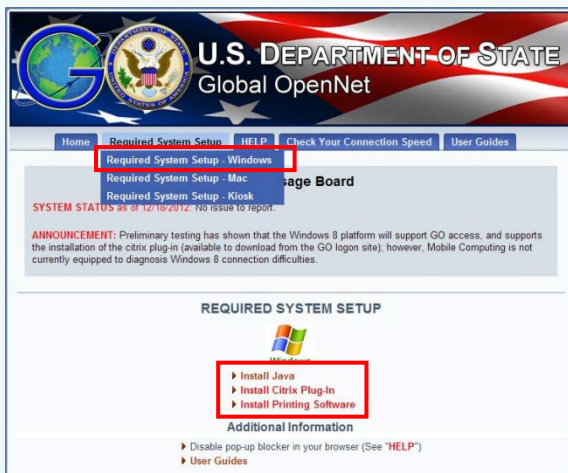 U.S. DEPARTMENT OF STATE
Global OpenNet
Home Required System Setup HELP Check Your Connection Speed User Guides
Required System Setup - Windows
Required System Setup - Mac
Required System Setup - Kiosk
sage Board
SYSTEM STATUS as of 12/18/2012. No issue to report.
ANNOUNCEMENT: Preliminary testing has shown that the Windows 8 platform will support GO access, and supports
the installation of the citrix plug-in (available to download from the GO logon site); however, Mobile Computing is not
currently equipped to diagnosis Windows 8 connection difficulties.
REQUIRED SYSTEM SETUP
Windows
Install Java
Install Citrix Plug-In
Install Printing Software
Additional Information
Disable pop-up blocker in your browser (See "HELP")
User Guides